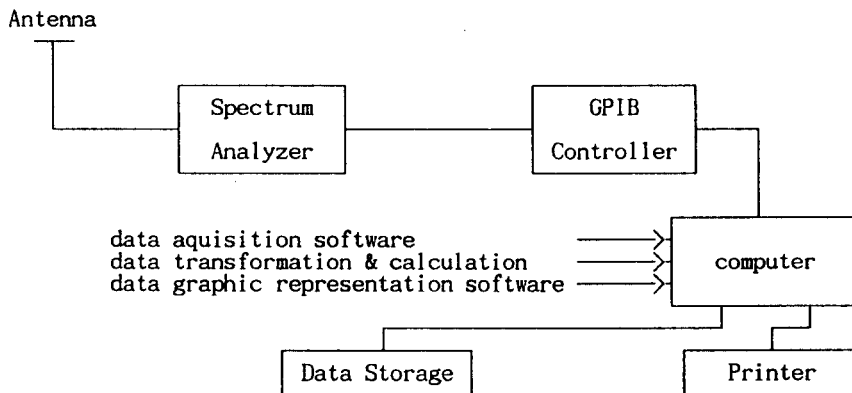 Antenna
Spectrum
Analyzer
GPIB
Controller
data aquisition software
data transformation & calculation
data graphic representation software
computer
Data Storage
Printer